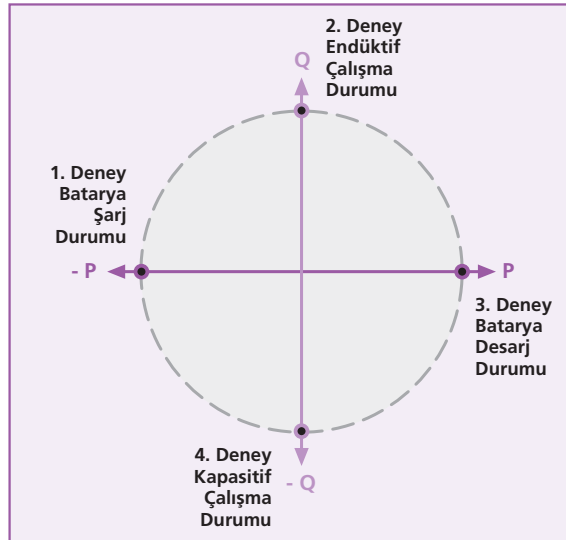 2. Deney
Endüktif
Çalışma
Durumu
Q
1. Deney
Batarya
Şarj
Durumu
- P
P
3. Deney
Batarya
Desarj
Durumu
4. Deney
Kapasitif
Çalışma
Durumu
- Q